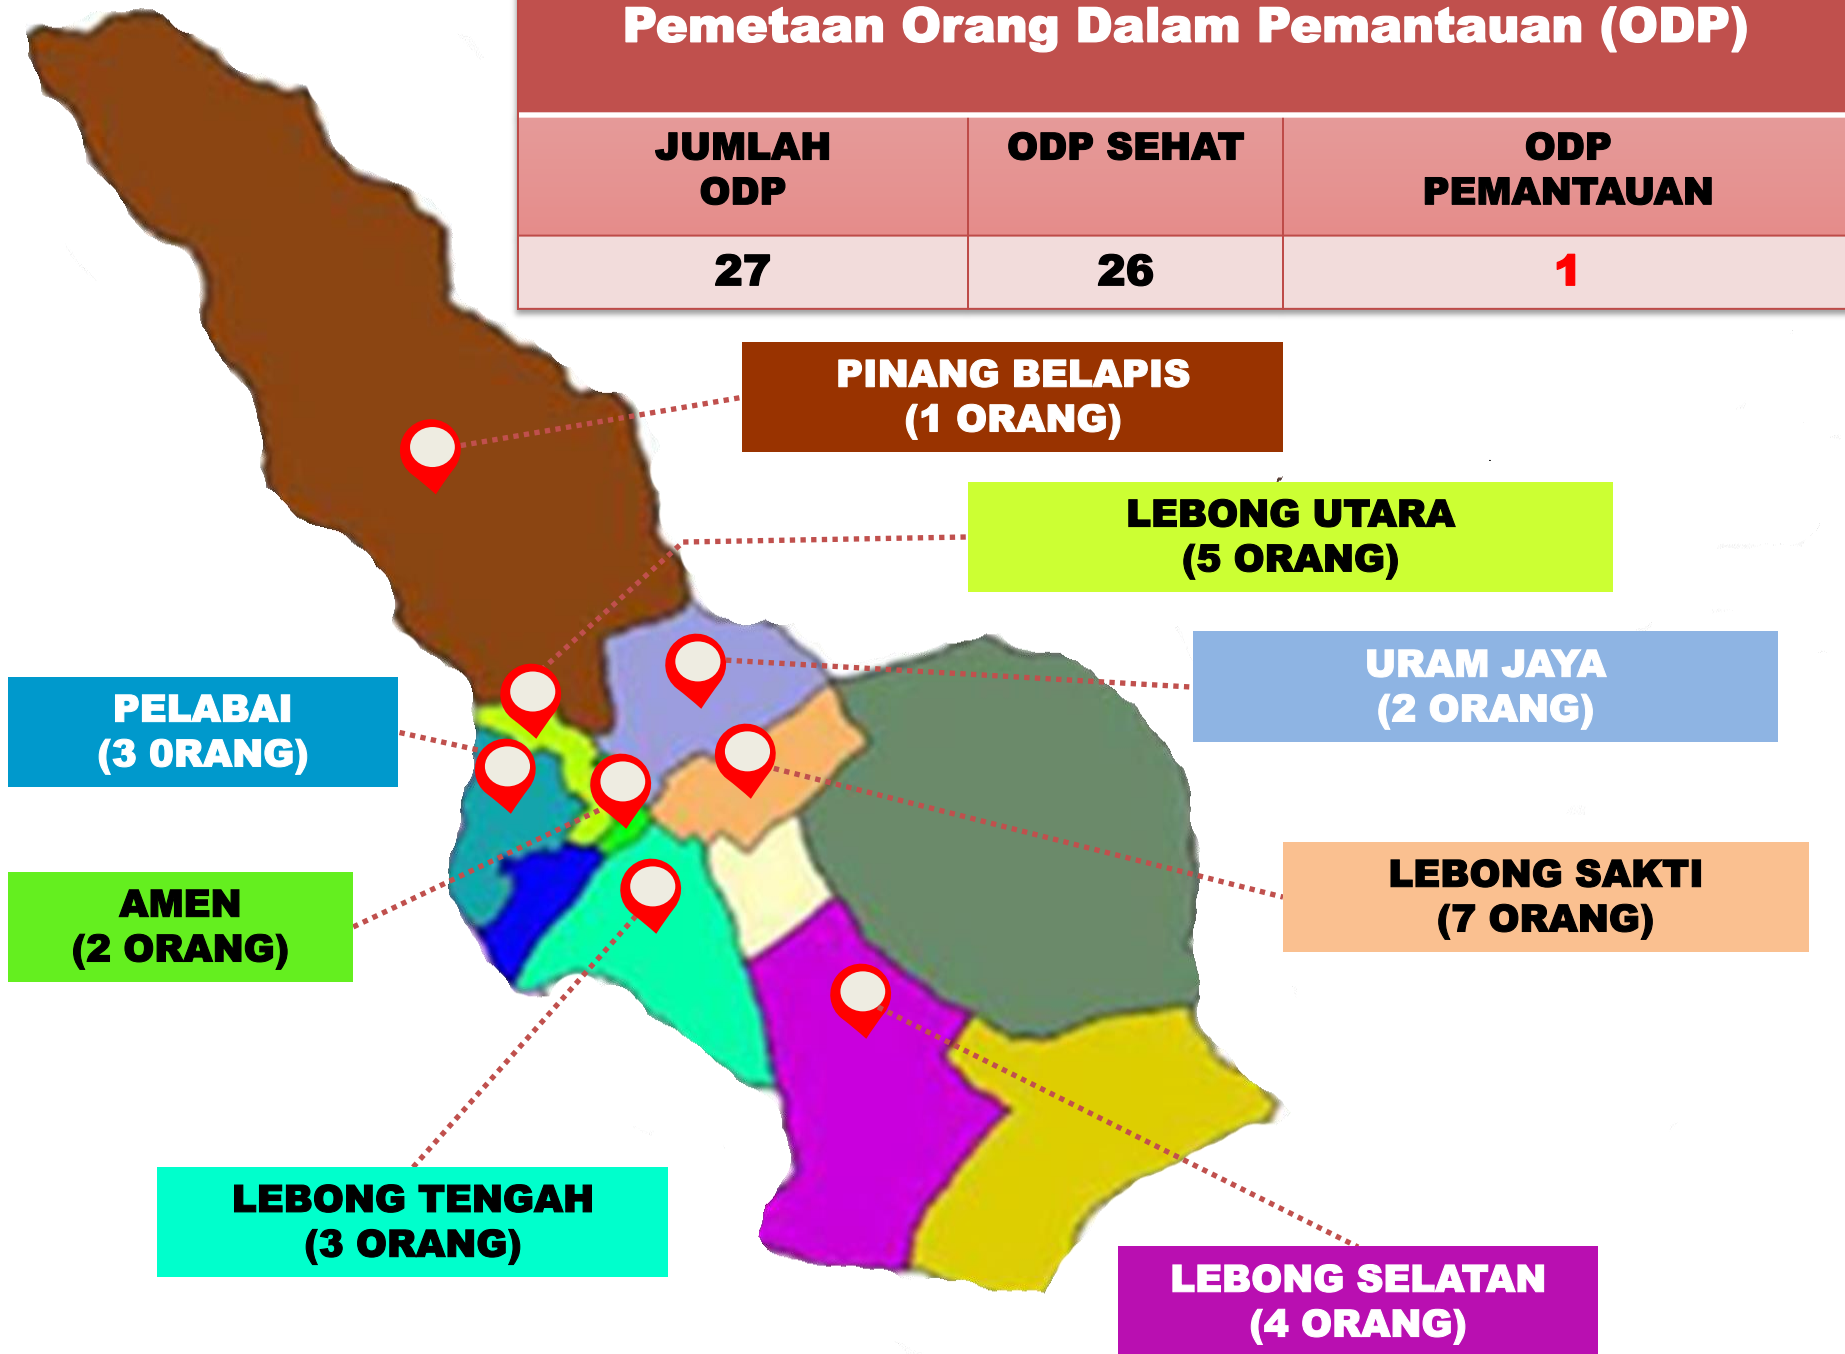 Pemetaan Orang Dalam Pemantauan (ODP)
JUMLAH
ODP
ODP SEHAT
ODP
PEMANTAUAN
27
26
1
PINANG BELAPIS
(1 ORANG)
LEBONG UTARA
(5 ORANG)
URAM JAYA
(2 ORANG)
PELABAI
(3 0RANG)
LEBONG SAKTI
(7 ORANG)
AMEN
(2 ORANG)
LEBONG TENGAH
(3 ORANG)
LEBONG SELATAN
(4 ORANG)